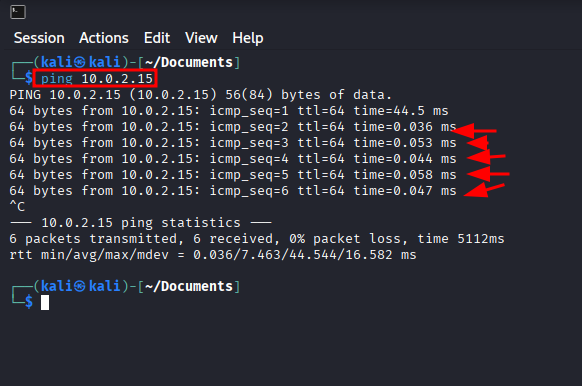 Session Actions Edit View Help
┌──(kali㉿kali)-[~/Documents]
└─$ ping 10.0.2.15
PING 10.0.2.15 (10.0.2.15) 56(84) bytes of data.
64 bytes from 10.0.2.15: icmp_seq=1 ttl=64 time=44.5 ms
64 bytes from 10.0.2.15: icmp_seq=2 ttl=64 time=0.036 ms
64 bytes from 10.0.2.15: icmp_seq=3 ttl=64 time=0.053 ms
64 bytes from 10.0.2.15: icmp_seq=4 ttl=64 time=0.044 ms
64 bytes from 10.0.2.15: icmp_seq=5 ttl=64 time=0.058 ms
64 bytes from 10.0.2.15: icmp_seq=6 ttl=64 time=0.047 ms
^C
--- 10.0.2.15 ping statistics ---
6 packets transmitted, 6 received, 0% packet loss, time 5112ms
rtt min/avg/max/mdev = 0.036/7.463/44.544/16.582 ms
┌──(kali㉿kali)-[~/Documents]
└─$